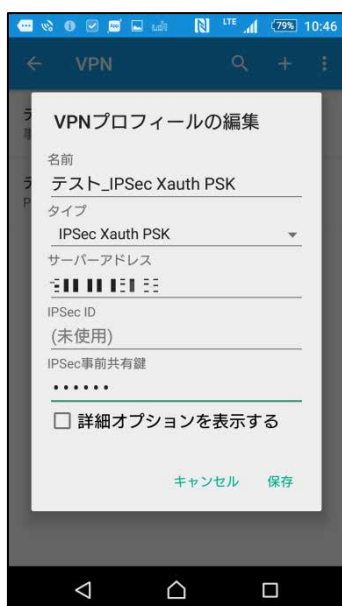 LTE 79% 10:46
VPN
VPNプロフィールの編集
名前
テスト_IPSec Xauth PSK
タイプ
IPSec Xauth PSK
サーバーアドレス
IPSec ID
(未使用)
IPSec事前共有鍵
••••••
詳細オプションを表示する
キャンセル 保存